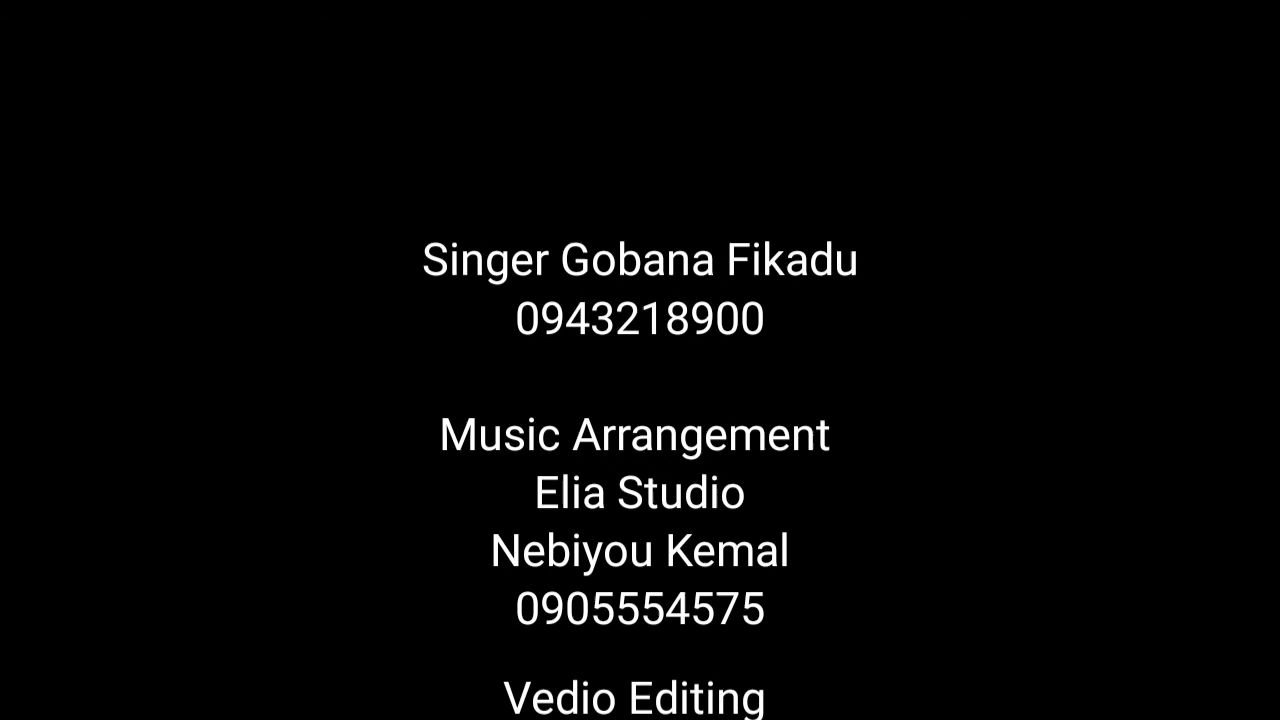 Singer Gobana Fikadu
0943218900
Music Arrangement
Elia Studio
Nebiyou Kemal
0905554575
Vedio Editing